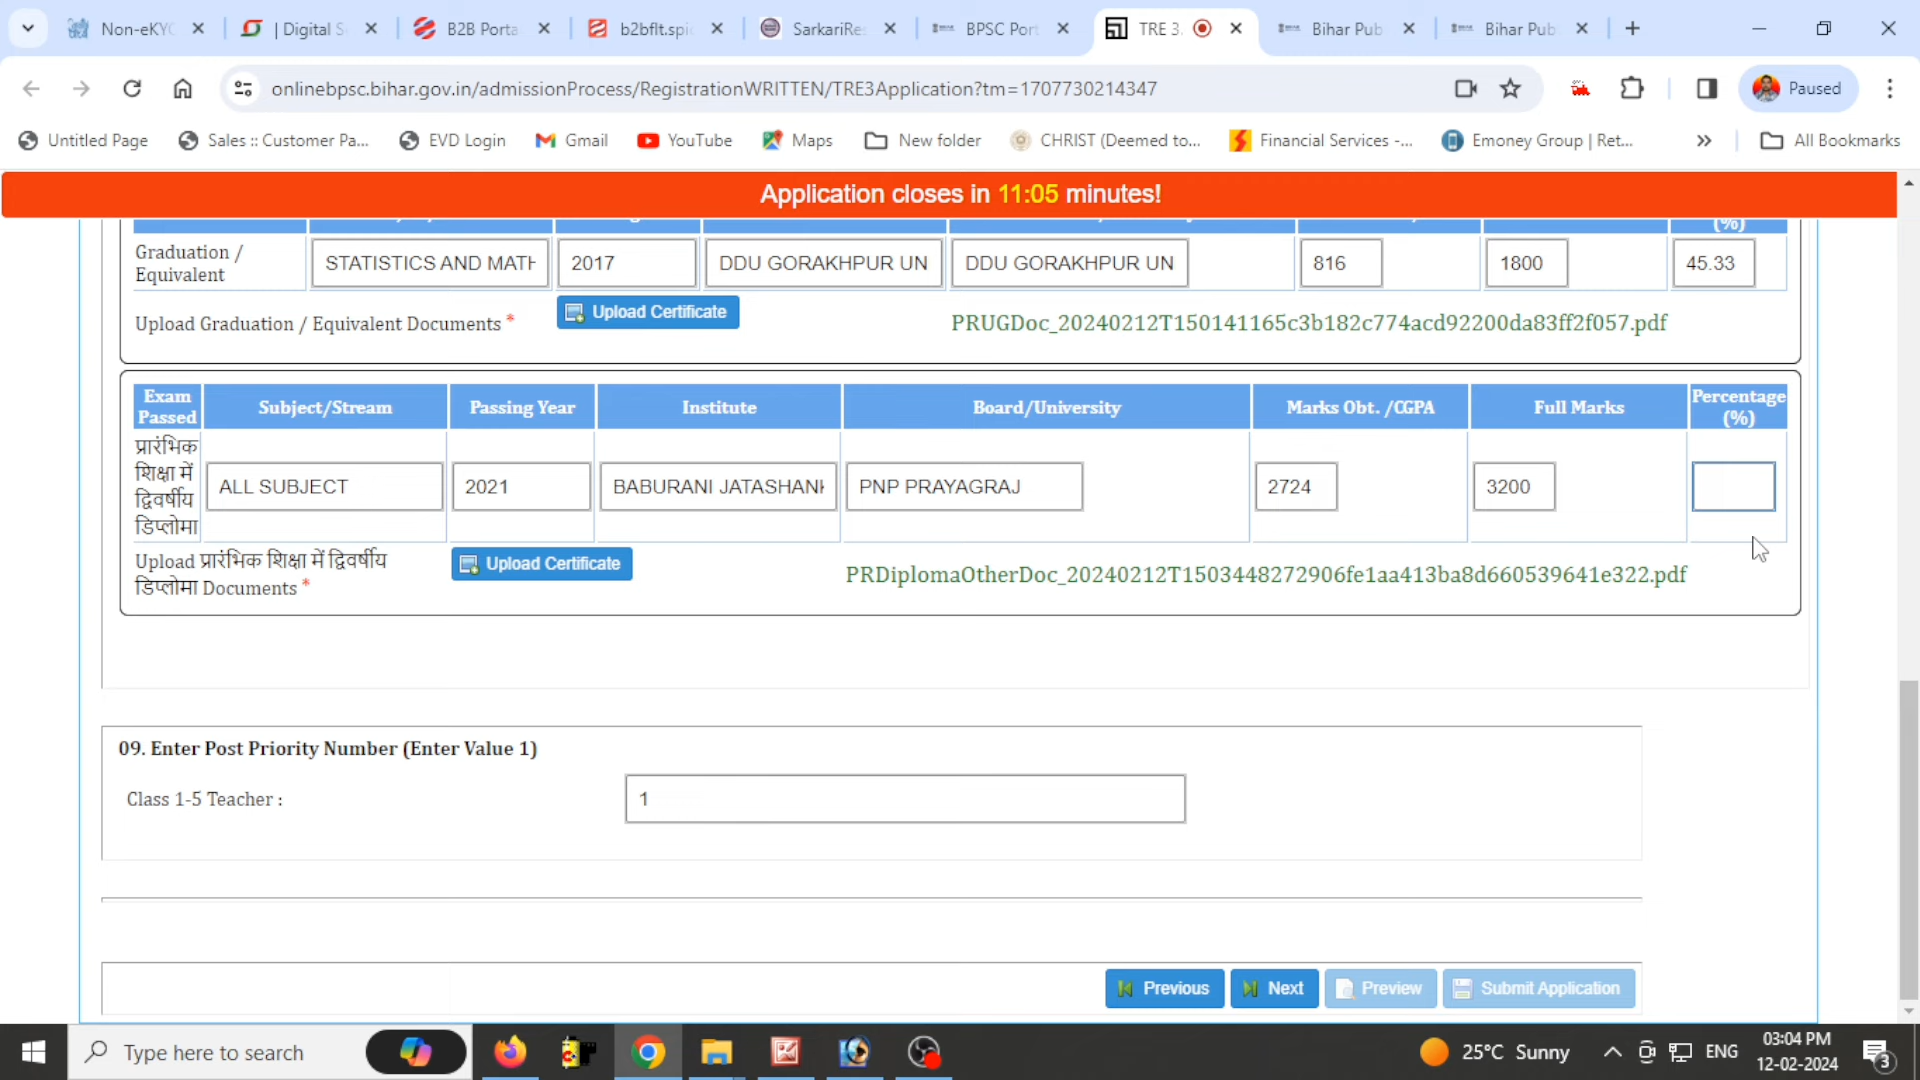 Non-eKYC
| Digital S
B2B Porta
b2bflt.spi
SarkariRe
BPSC Port
TRE 3.
Bihar Pub
Bihar Pub
onlinebpsc.bihar.gov.in/admissionProcess/RegistrationWRITTEN/TRE3Application?tm=1707730214347
Paused
Untitled Page
Sales :: Customer Pa...
EVD Login
Gmail
YouTube
Maps
New folder
CHRIST (Deemed to...
Financial Services -...
Emoney Group | Ret...
All Bookmarks
Application closes in 11:05 minutes!
(%)
Graduation / Equivalent
STATISTICS AND MATH
2017
DDU GORAKHPUR UN
DDU GORAKHPUR UN
816
1800
45.33
Upload Graduation / Equivalent Documents *
Upload Certificate
PRUGDoc_20240212T150141165c3b182c774acd92200da83ff2f057.pdf
Exam Passed
Subject/Stream
Passing Year
Institute
Board/University
Marks Obt. /CGPA
Full Marks
Percentage (%)
प्रारंभिक
शिक्षा में
द्विवर्षीय
डिप्लोमा
ALL SUBJECT
2021
BABURANI JATASHANK
PNP PRAYAGRAJ
2724
3200
Upload प्रारंभिक शिक्षा में द्विवर्षीय
डिप्लोमा Documents *
Upload Certificate
PRDiplomaOtherDoc_20240212T1503448272906fe1aa413ba8d660539641e322.pdf
09. Enter Post Priority Number (Enter Value 1)
Class 1-5 Teacher :
1
Previous
Next
Preview
Submit Application
Type here to search
25°C Sunny
ENG
03:04 PM
12-02-2024
3